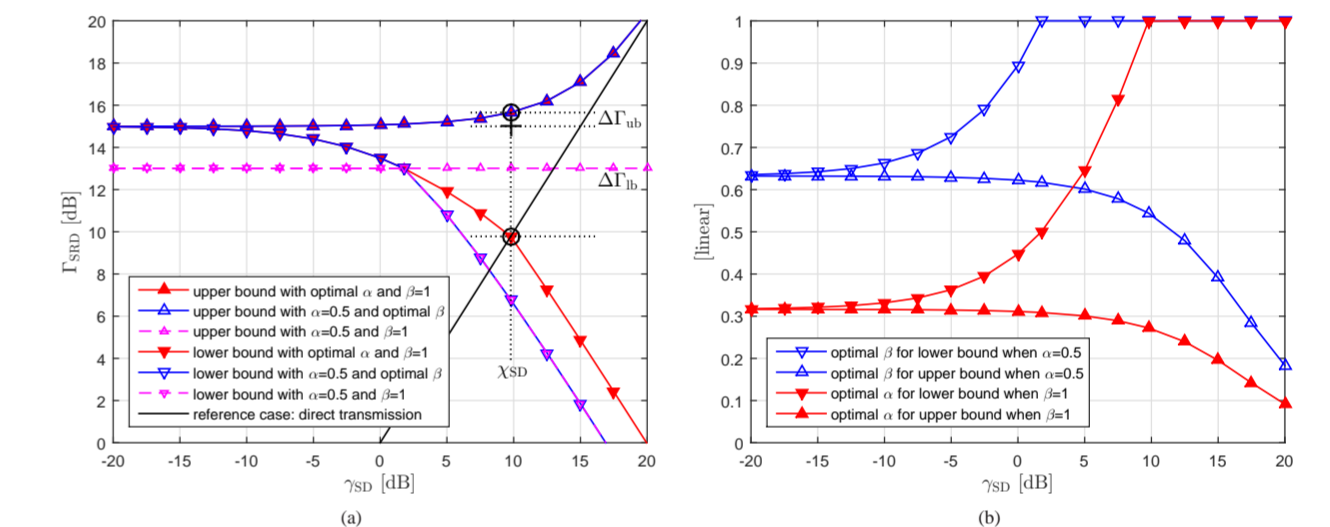 20
18
16
14
12
10
8
6
4
2
0
Γ_SRD [dB]
ΔΓ_ub
ΔΓ_lb
χ_SD
upper bound with optimal α and β=1
upper bound with α=0.5 and optimal β
upper bound with α=0.5 and β=1
lower bound with optimal α and β=1
lower bound with α=0.5 and optimal β
lower bound with α=0.5 and β=1
reference case: direct transmission
-20 -15 -10 -5 0 5 10 15 20
γ_SD [dB]
(a)
1
0.9
0.8
0.7
0.6
0.5
0.4
0.3
0.2
0.1
0
[linear]
optimal β for lower bound when α=0.5
optimal β for upper bound when α=0.5
optimal α for lower bound when β=1
optimal α for upper bound when β=1
-20 -15 -10 -5 0 5 10 15 20
γ_SD [dB]
(b)